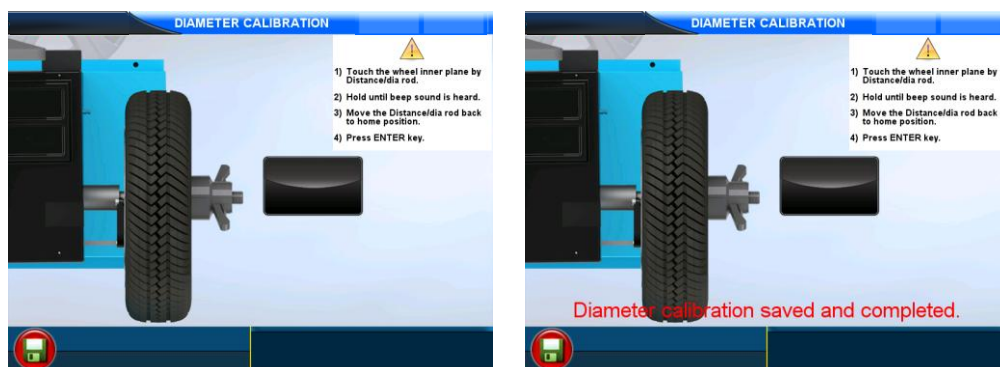 DIAMETER CALIBRATION
1) Touch the wheel inner plane by
Distance/dia rod.
2) Hold until beep sound is heard.
3) Move the Distance/dia rod back
to home position.
4) Press ENTER key.
DIAMETER CALIBRATION
1) Touch the wheel inner plane by
Distance/dia rod.
2) Hold until beep sound is heard.
3) Move the Distance/dia rod back
to home position.
4) Press ENTER key.
Diameter calibration saved and completed.